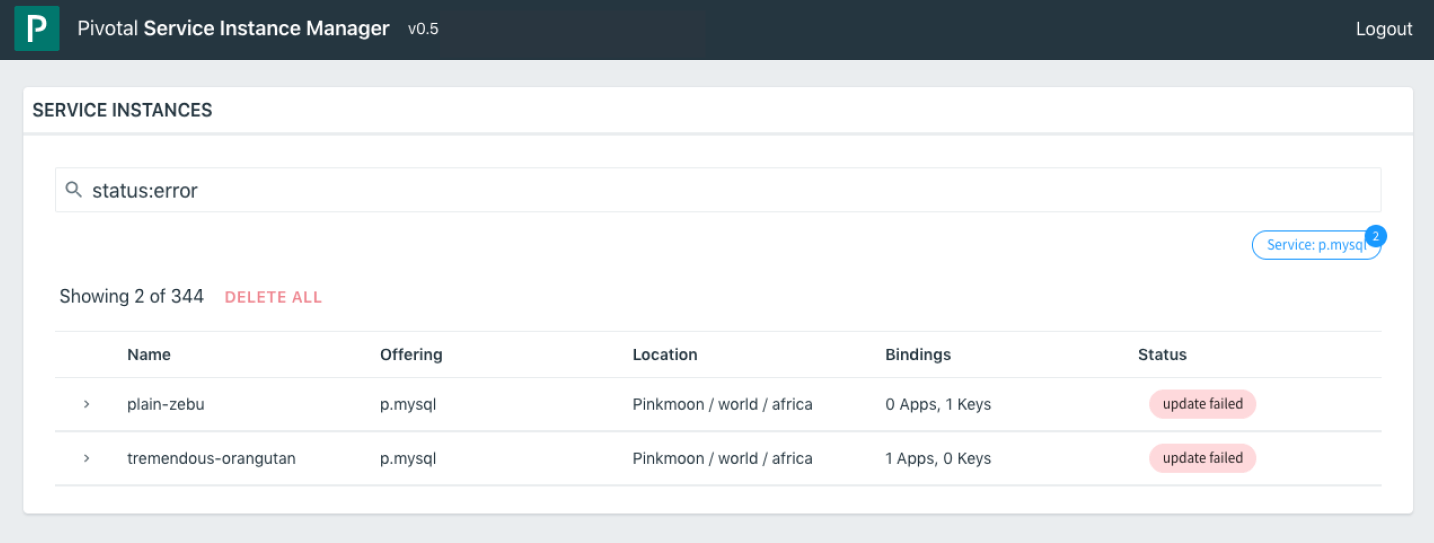 P Pivotal Service Instance Manager v0.5 Logout
SERVICE INSTANCES
status:error
Service: p.mysql 2
Showing 2 of 344 DELETE ALL
Name Offering Location Bindings Status
> plain-zebu p.mysql Pinkmoon / world / africa 0 Apps, 1 Keys update failed
> tremendous-orangutan p.mysql Pinkmoon / world / africa 1 Apps, 0 Keys update failed